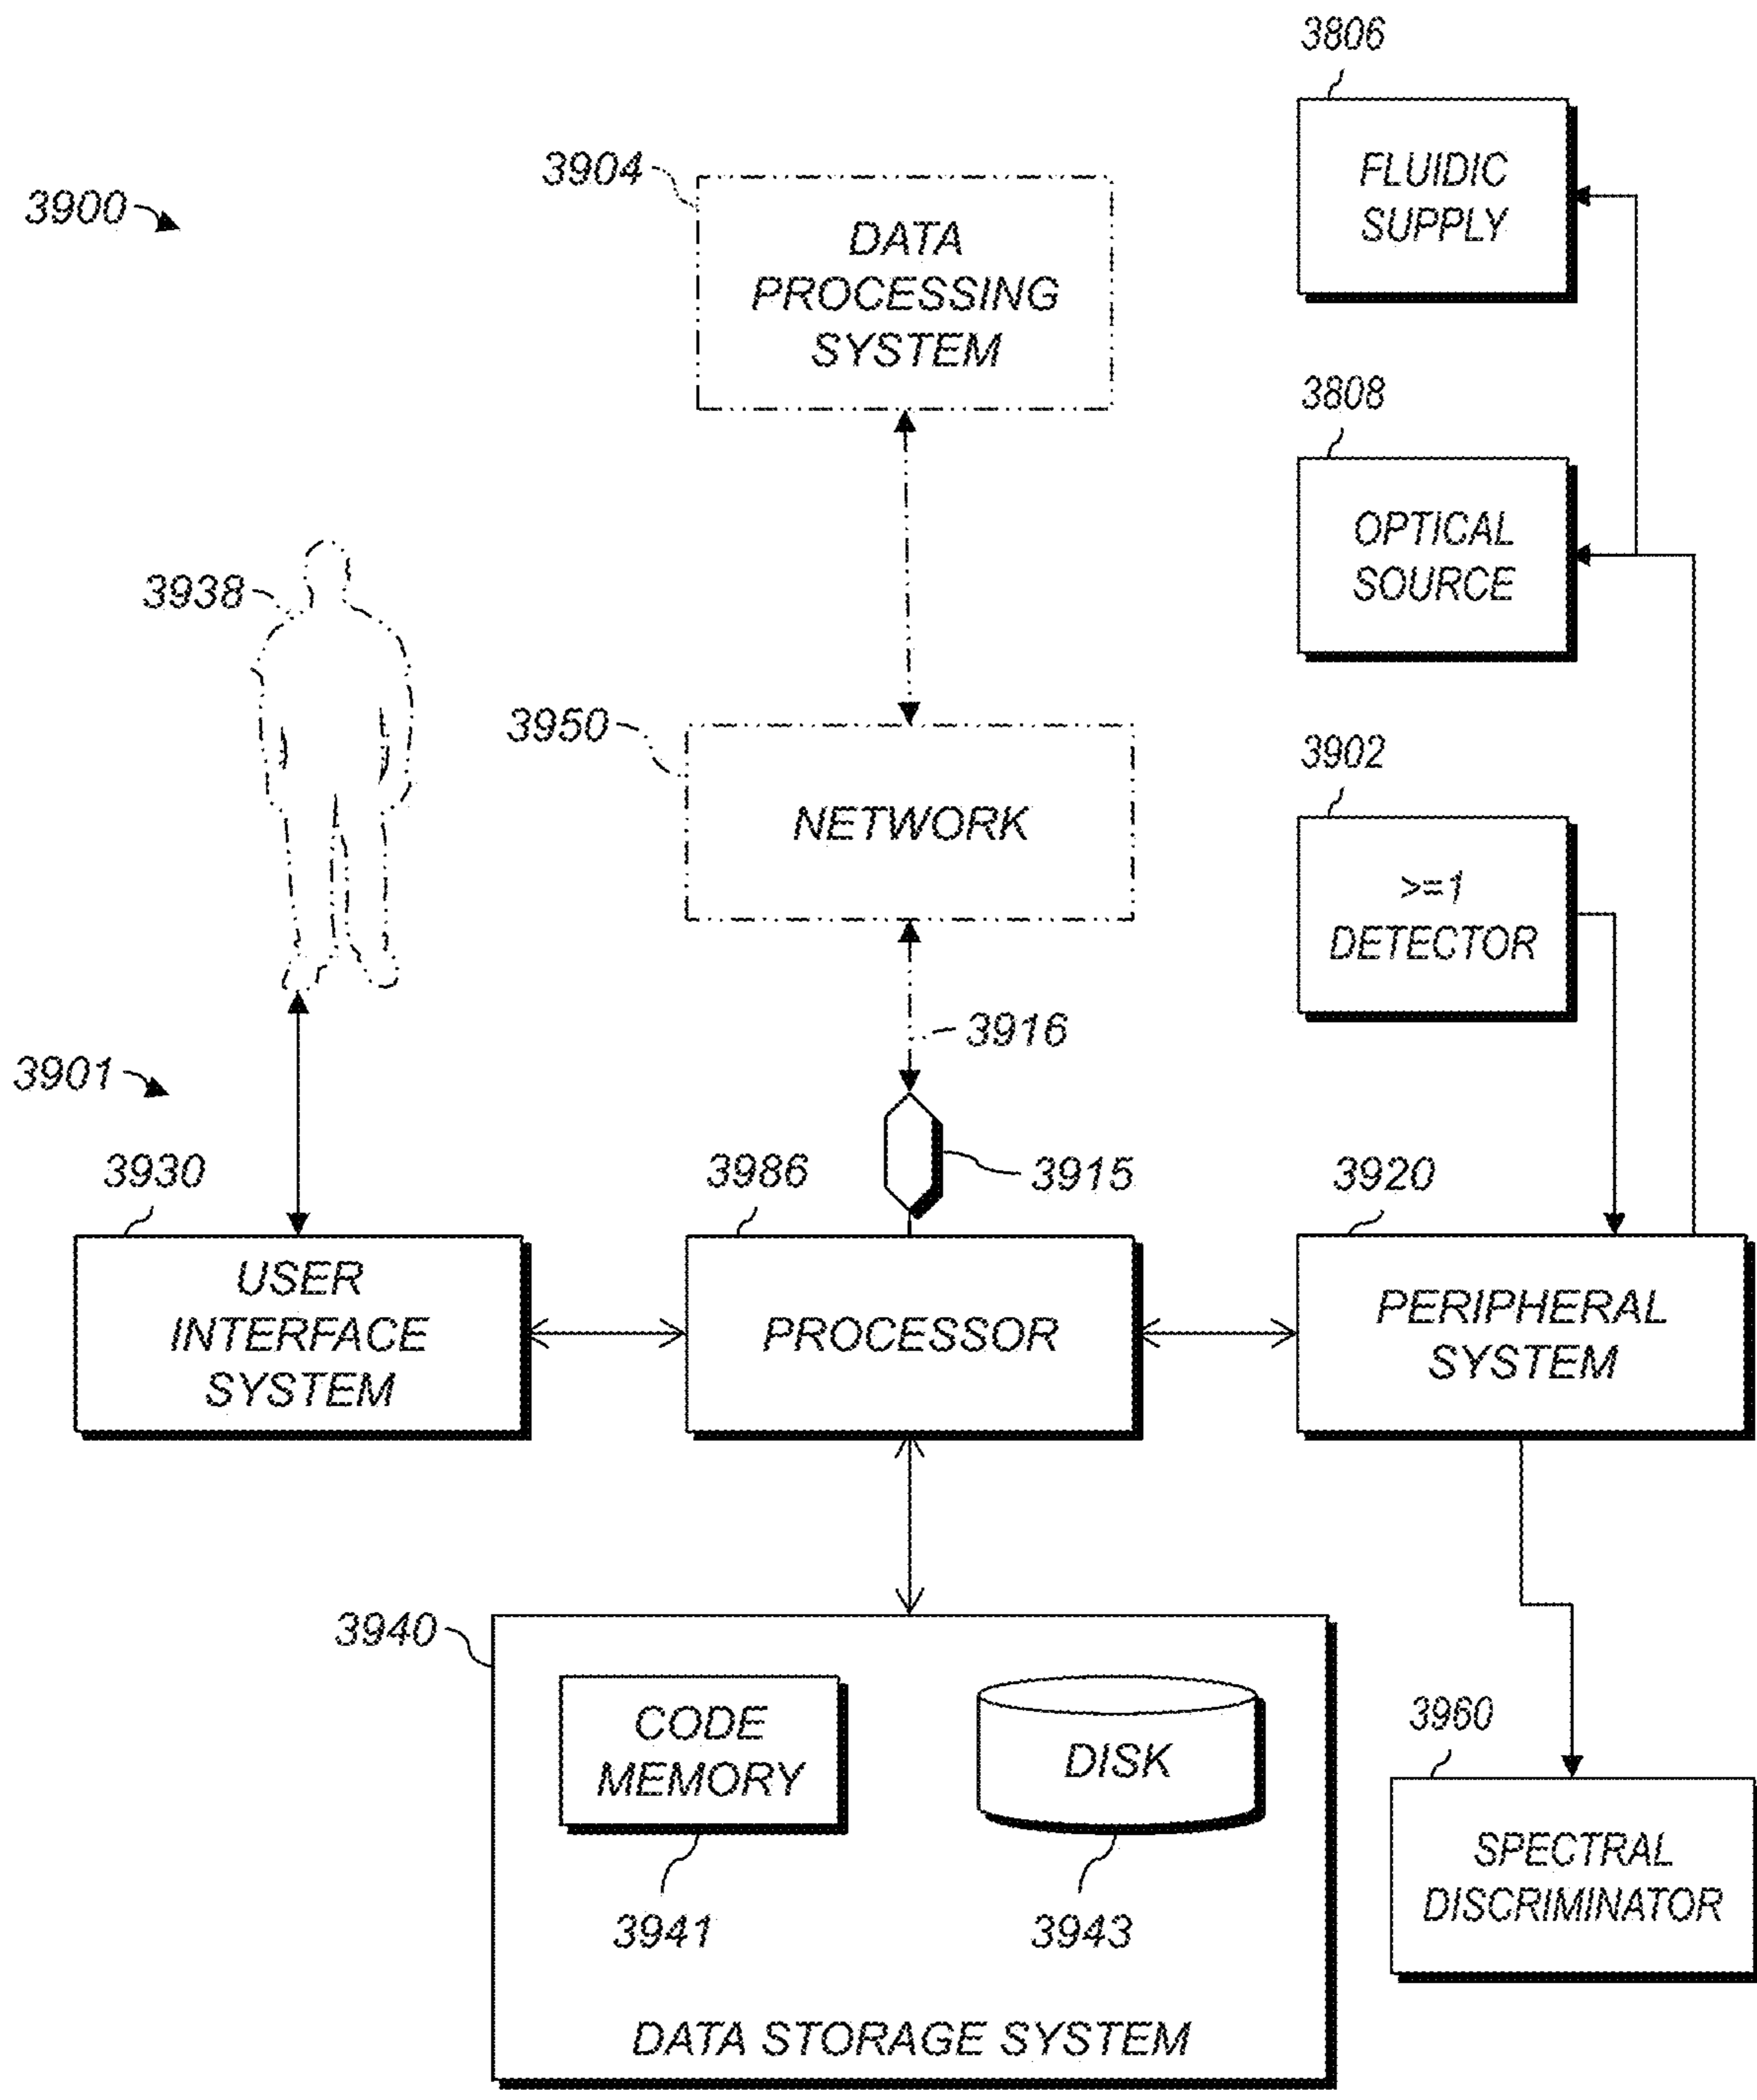 3806
3904
FLUIDIC
SUPPLY
3900
DATA
PROCESSING
SYSTEM
3808
OPTICAL
SOURCE
3938
3950
3902
NETWORK
>=1
DETECTOR
3916
3901
3930
3986
3915
3920
USER
INTERFACE
SYSTEM
PROCESSOR
PERIPHERAL
SYSTEM
3940
CODE
MEMORY
DISK
3960
3941
3943
SPECTRAL
DISCRIMINATOR
DATA STORAGE SYSTEM